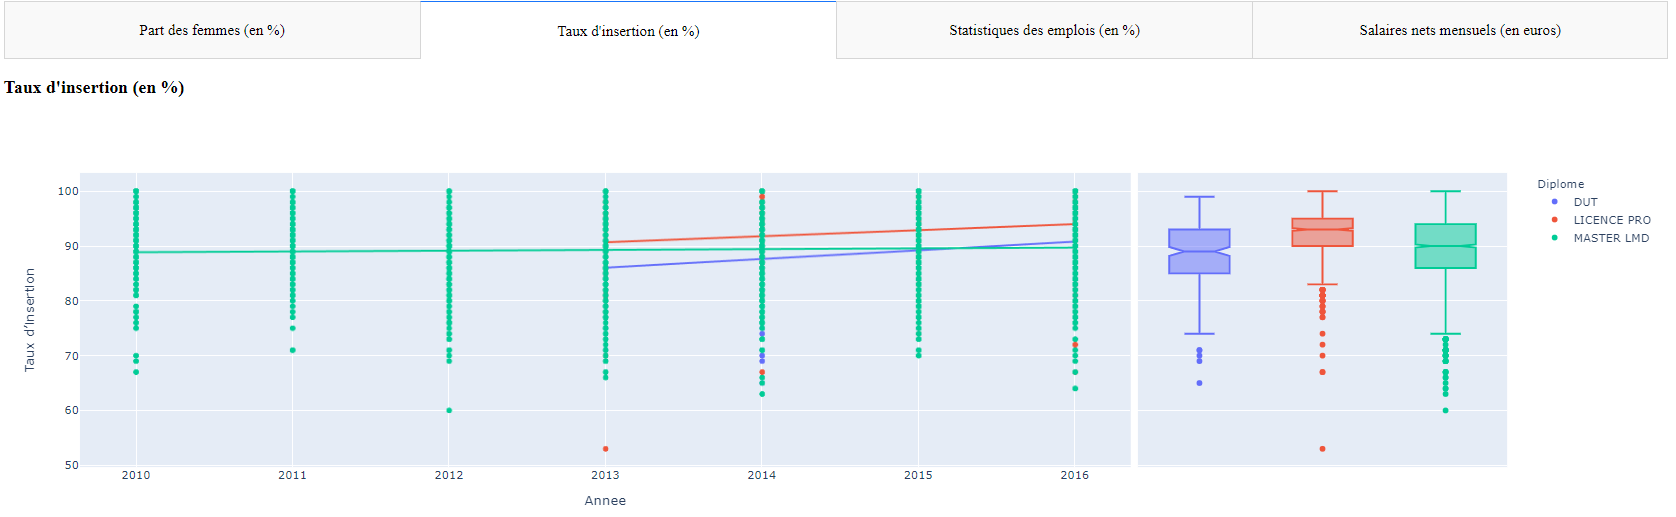 Part des femmes (en %)
Taux d'insertion (en %)
Statistiques des emplois (en %)
Salaires nets mensuels (en euros)
Taux d'insertion (en %)
Taux d’insertion
100
90
80
70
60
50
2010
2011
2012
2013
2014
2015
2016
Annee
Diplome
DUT
LICENCE PRO
MASTER LMD